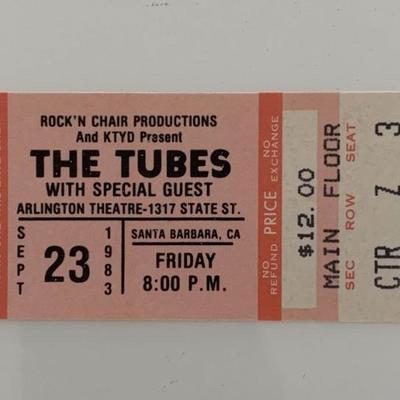 ROCK'N CHAIR PRODUCTIONS
And KTYD Present
THE TUBES
WITH SPECIAL GUEST
ARLINGTON THEATRE-1317 STATE ST.
SEPT
23
1983
SANTA BARBARA, CA
FRIDAY
8:00 P.M.
NO REFUND PRICE NO
$12.00
MAIN FLOOR
SEC ROW SEAT
CTR Z 3